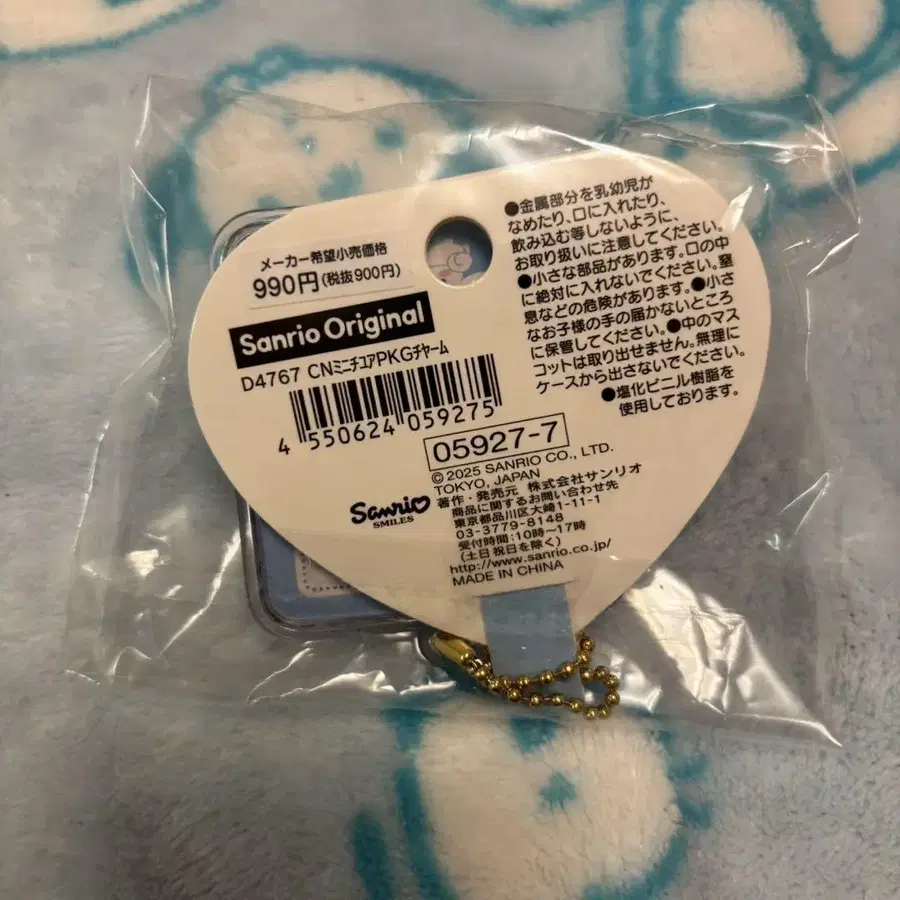 メーカー希望小売価格
990円(税抜900円)
Sanrio Original
D4767 CNミニチュアPKGチャーム
4 550624 059275
05927-7
© 2025 SANRIO CO., LTD.
TOKYO, JAPAN
著作・発売元 株式会社サンリオ
商品に関するお問い合わせ先
東京都品川区大崎1-11-1
03-3779-8148
受付時間:10時〜17時
(土日祝日を除く)
http://www.sanrio.co.jp/
MADE IN CHINA
Sanrio
SMILES
●金属部分を乳幼児が
なめたり、口に入れたり、
飲み込む等しないように、
お取り扱いに注意してください。
●小さな部品があります。口の中
に絶対に入れないでください。窒
息などの危険があります。●小さ
なお子様の手の届かないところ
に保管してください。●中のマス
コットは取り出せません。無理に
ケースから出さないでください。
●塩化ビニル樹脂を
使用しております。